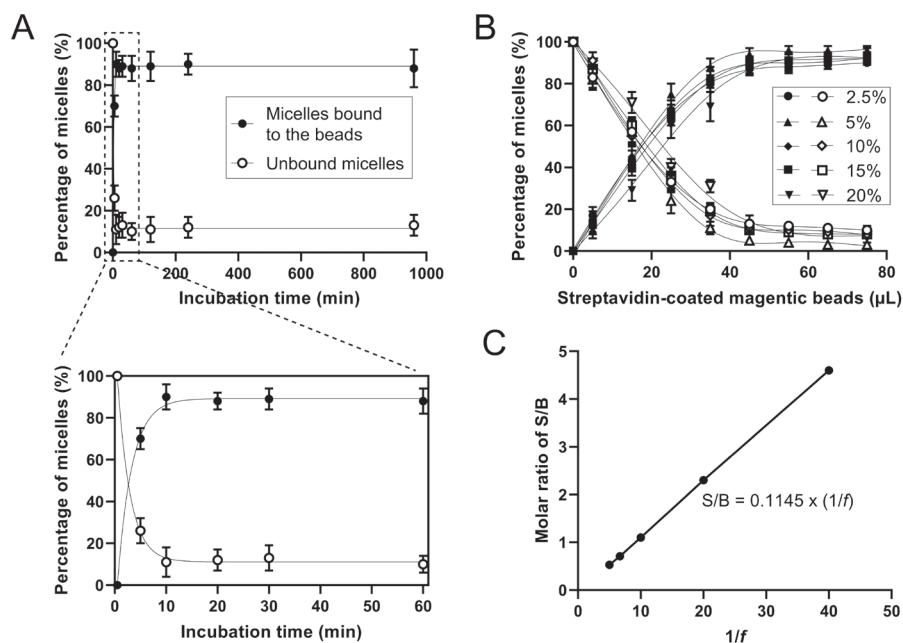 A
Percentage of micelles (%)
100
80
60
40
20
0
Micelles bound
to the beads
Unbound micelles
0 200 400 600 800 1000
Incubation time (min)
Percentage of micelles (%)
100
80
60
40
20
0
0 10 20 30 40 50 60
Incubation time (min)
B
Percentage of micelles (%)
100
80
60
40
20
0
2.5%
5%
10%
15%
20%
0 20 40 60 80
Streptavidin-coated magentic beads (µL)
C
Molar ratio of S/B
5
4
3
2
1
0
S/B = 0.1145 x (1/f)
0 10 20 30 40 50
1/f